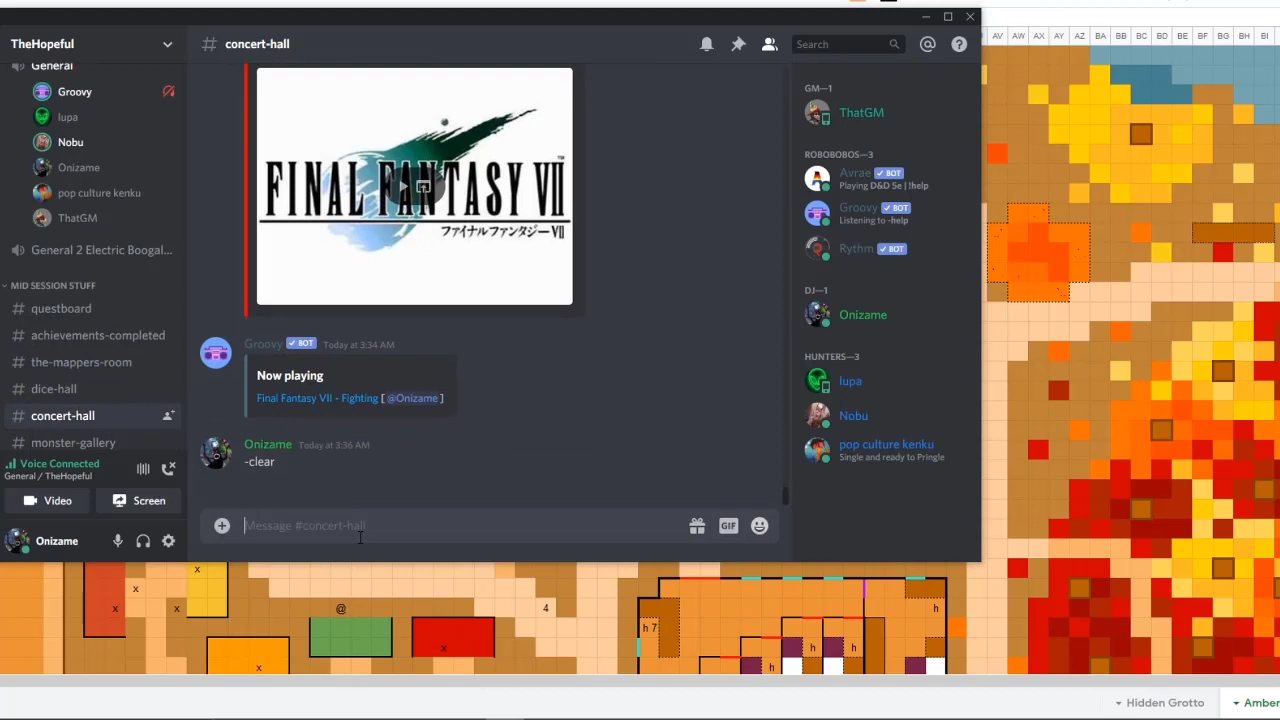 TheHopeful
General
Groovy
lupa
Nobu
Onizame
pop culture kenku
ThatGM
General 2 Electric Boogal...
MID SESSION STUFF
# questboard
# achievements-completed
# the-mappers-room
# dice-hall
# concert-hall
# monster-gallery
Voice Connected
General / TheHopeful
Video Screen
Onizame
# concert-hall
Search
FINAL FANTASY VII
TM
ファイナルファンタジーVII
Groovy BOT Today at 3:34 AM
Now playing
Final Fantasy VII - Fighting [ @Onizame ]
Onizame Today at 3:36 AM
-clear
Message #concert-hall
GIF
GM—1
ThatGM
ROBOBOBOS—3
Avrae BOT
Playing D&D 5e | !help
Groovy BOT
Listening to -help
Rythm BOT
DJ—1
Onizame
HUNTERS—3
lupa
Nobu
pop culture kenku
Single and ready to Pringle
AV AW AX AY AZ BA BB BC BD BE BF BG BH BI
x
x
x x @ 4 h
h 7
x x h h h
Hidden Grotto Amber